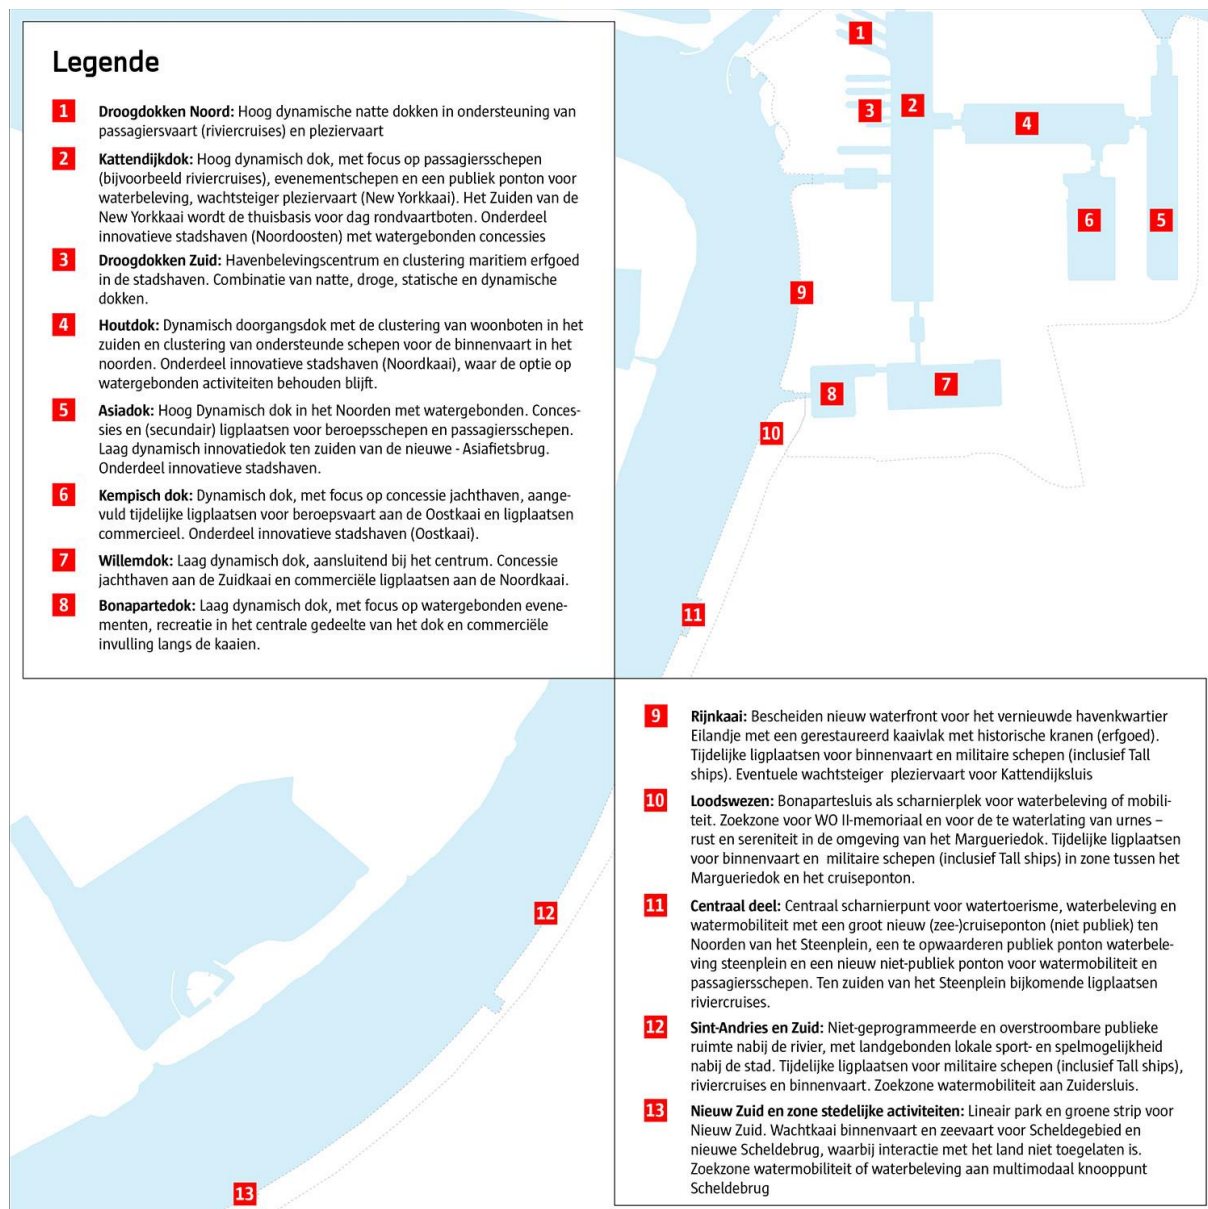 Legende
1 Droogdokken Noord: Hoog dynamische natte dokken in ondersteuning van
passagiersvaart (riviercruises) en pleziervaart
2 Kattendijkdok: Hoog dynamisch dok, met focus op passagiersschepen
(bijvoorbeeld riviercruises), evenementschepen en een publiek ponton voor
waterbeleving, wachtsteiger pleziervaart (New Yorkkaai). Het Zuiden van de
New Yorkkaai wordt de thuisbasis voor dag rondvaartboten. Onderdeel
innovatieve stadshaven (Noordoosten) met watergebonden concessies
3 Droogdokken Zuid: Havenbelevingscentrum en clustering maritiem erfgoed
in de stadshaven. Combinatie van natte, droge, statische en dynamische
dokken.
4 Houtdok: Dynamisch doorgangsdok met de clustering van woonboten in het
zuiden en clustering van ondersteunde schepen voor de binnenvaart in het
noorden. Onderdeel innovatieve stadshaven (Noordkaai), waar de optie op
watergebonden activiteiten behouden blijft.
5 Asiadok: Hoog Dynamisch dok in het Noorden met watergebonden. Conces-
sies en (secundair) ligplaatsen voor beroepsschepen en passagiersschepen.
Laag dynamisch innovatiedok ten zuiden van de nieuwe - Asiafietsbrug.
Onderdeel innovatieve stadshaven.
6 Kempisch dok: Dynamisch dok, met focus op concessie jachthaven, aange-
vuld tijdelijke ligplaatsen voor beroepsvaart aan de Oostkaai en ligplaatsen
commercieel. Onderdeel innovatieve stadshaven (Oostkaai).
7 Willemdok: Laag dynamisch dok, aansluitend bij het centrum. Concessie
jachthaven aan de Zuidkaai en commerciële ligplaatsen aan de Noordkaai.
8 Bonapartedok: Laag dynamisch dok, met focus op watergebonden evene-
menten, recreatie in het centrale gedeelte van het dok en commerciële
invulling langs de kaaien.
1
2
3
4
5
6
9
7
8
10
11
9 Rijnkaai: Bescheiden nieuw waterfront voor het vernieuwde havenkwartier
Eilandje met een gerestaureerd kaaivlak met historische kranen (erfgoed).
Tijdelijke ligplaatsen voor binnenvaart en militaire schepen (inclusief Tall
ships). Eventuele wachtsteiger pleziervaart voor Kattendijksluis
10 Loodswezen: Bonapartesluis als scharnierplek voor waterbeleving of mobili-
teit. Zoekzone voor WO II-memoriaal en voor de te waterlating van urnes –
rust en sereniteit in de omgeving van het Margueriedok. Tijdelijke ligplaatsen
voor binnenvaart en militaire schepen (inclusief Tall ships) in zone tussen het
Margueriedok en het cruiseponton.
11 Centraal deel: Centraal scharnierpunt voor watertoerisme, waterbeleving en
watermobiliteit met een groot nieuw (zee-)cruiseponton (niet publiek) ten
Noorden van het Steenplein, een te opwaarderen publiek ponton waterbele-
ving steenplein en een nieuw niet-publiek ponton voor watermobiliteit en
passagiersschepen. Ten zuiden van het Steenplein bijkomende ligplaatsen
riviercruises.
12 Sint-Andries en Zuid: Niet-geprogrammeerde en overstroombare publieke
ruimte nabij de rivier, met landgebonden lokale sport- en spelmogelijkheid
nabij de stad. Tijdelijke ligplaatsen voor militaire schepen (inclusief Tall ships),
riviercruises en binnenvaart. Zoekzone watermobiliteit aan Zuidersluis.
13 Nieuw Zuid en zone stedelijke activiteiten: Lineair park en groene strip voor
Nieuw Zuid. Wachtkaai binnenvaart en zeevaart voor Scheldegebied en
nieuwe Scheldebrug, waarbij interactie met het land niet toegelaten is.
Zoekzone watermobiliteit of waterbeleving aan multimodaal knooppunt
Scheldebrug
12
13